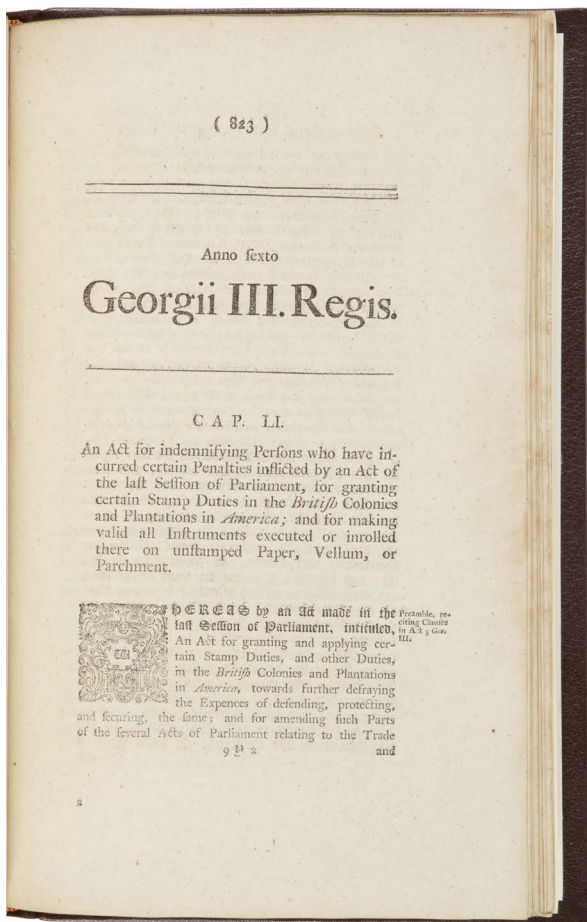 ( 823 )
Anno ſexto
Georgii III. Regis.
C A P. LI.
An Act for indemnifying Perſons who have in-
curred certain Penalties inflicted by an Act of
the laſt Seſſion of Parliament, for granting
certain Stamp Duties in the Britiſh Colonies
and Plantations in America; and for making
valid all Inſtruments executed or inrolled
there on unſtamped Paper, Vellum, or
Parchment.
WHEREAS by an Act made in the
laſt Seſſion of Parliament, intituled,
An Act for granting and applying cer-
tain Stamp Duties, and other Duties,
in the Britiſh Colonies and Plantations
in America, towards further defraying
the Expences of defending, protecting,
and ſecuring, the ſame; and for amending ſuch Parts
of the ſeveral Acts of Parliament relating to the Trade
9 P 2 and
Preamble, re-
citing Clauſes
in Act 5 Geo.
III.
2